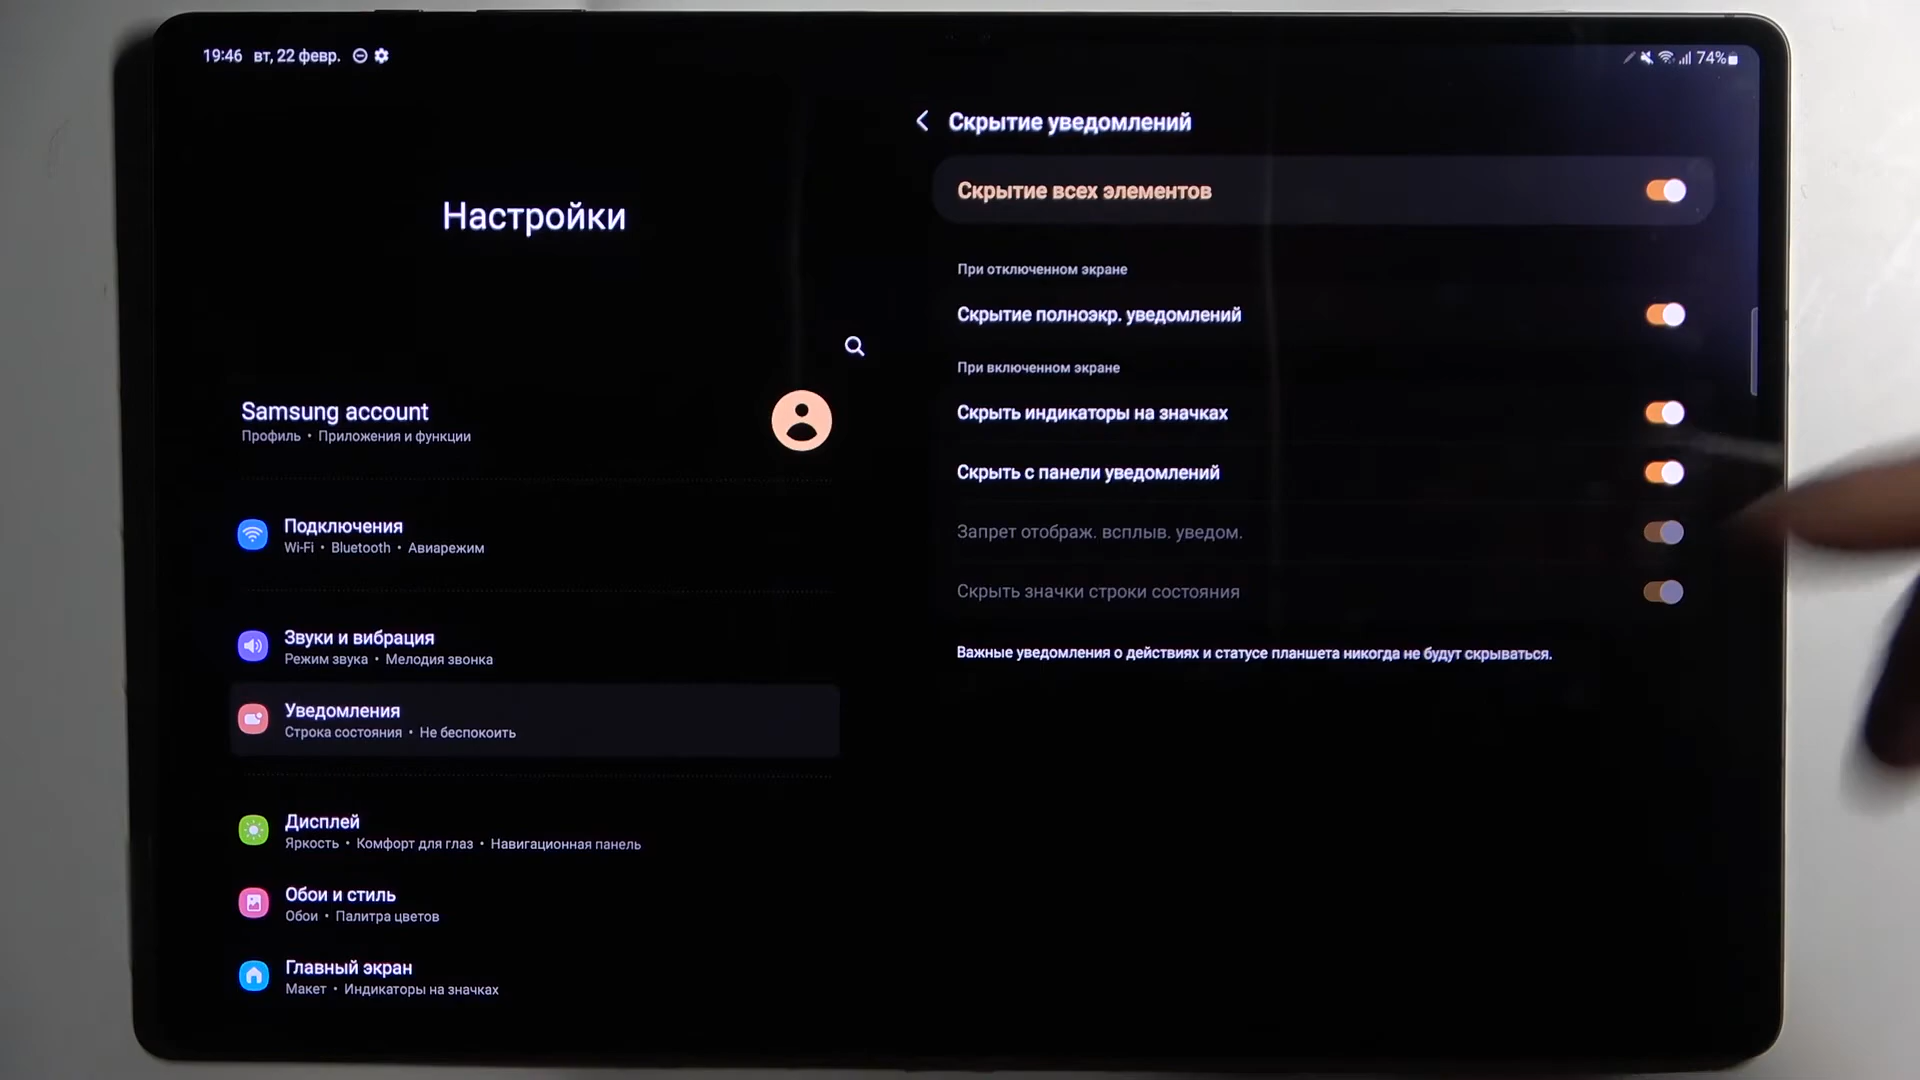 19:46 вт, 22 февр.
74%
Настройки
Samsung account
Профиль • Приложения и функции
Подключения
Wi-Fi • Bluetooth • Авиарежим
Звуки и вибрация
Режим звука • Мелодия звонка
Уведомления
Строка состояния • Не беспокоить
Дисплей
Яркость • Комфорт для глаз • Навигационная панель
Обои и стиль
Обои • Палитра цветов
Главный экран
Макет • Индикаторы на значках
Скрытие уведомлений
Скрытие всех элементов
При отключенном экране
Скрытие полноэкр. уведомлений
При включенном экране
Скрыть индикаторы на значках
Скрыть с панели уведомлений
Запрет отображ. всплыв. уведом.
Скрыть значки строки состояния
Важные уведомления о действиях и статусе планшета никогда не будут скрываться.